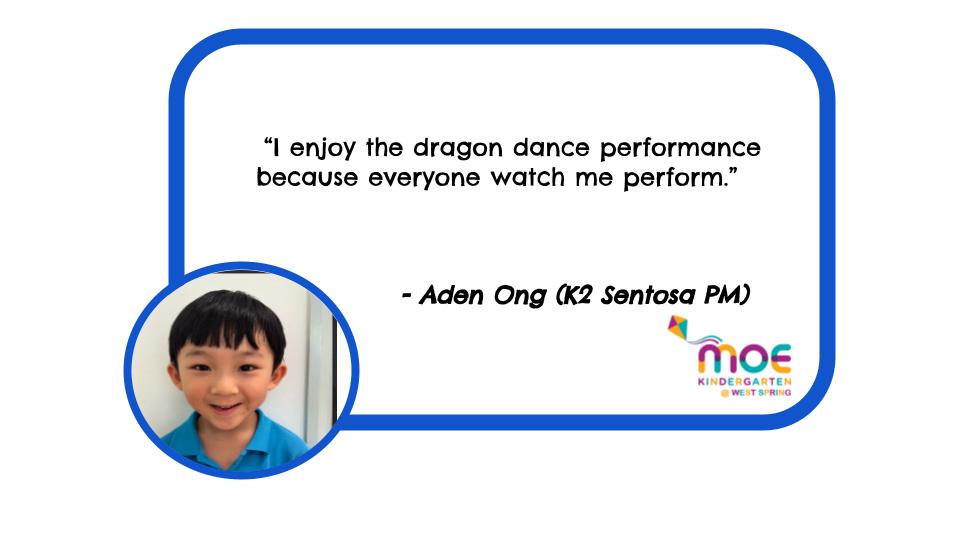 “I enjoy the dragon dance performance
because everyone watch me perform.”
- Aden Ong (K2 Sentosa PM)
moe
KINDERGARTEN
@ WEST SPRING